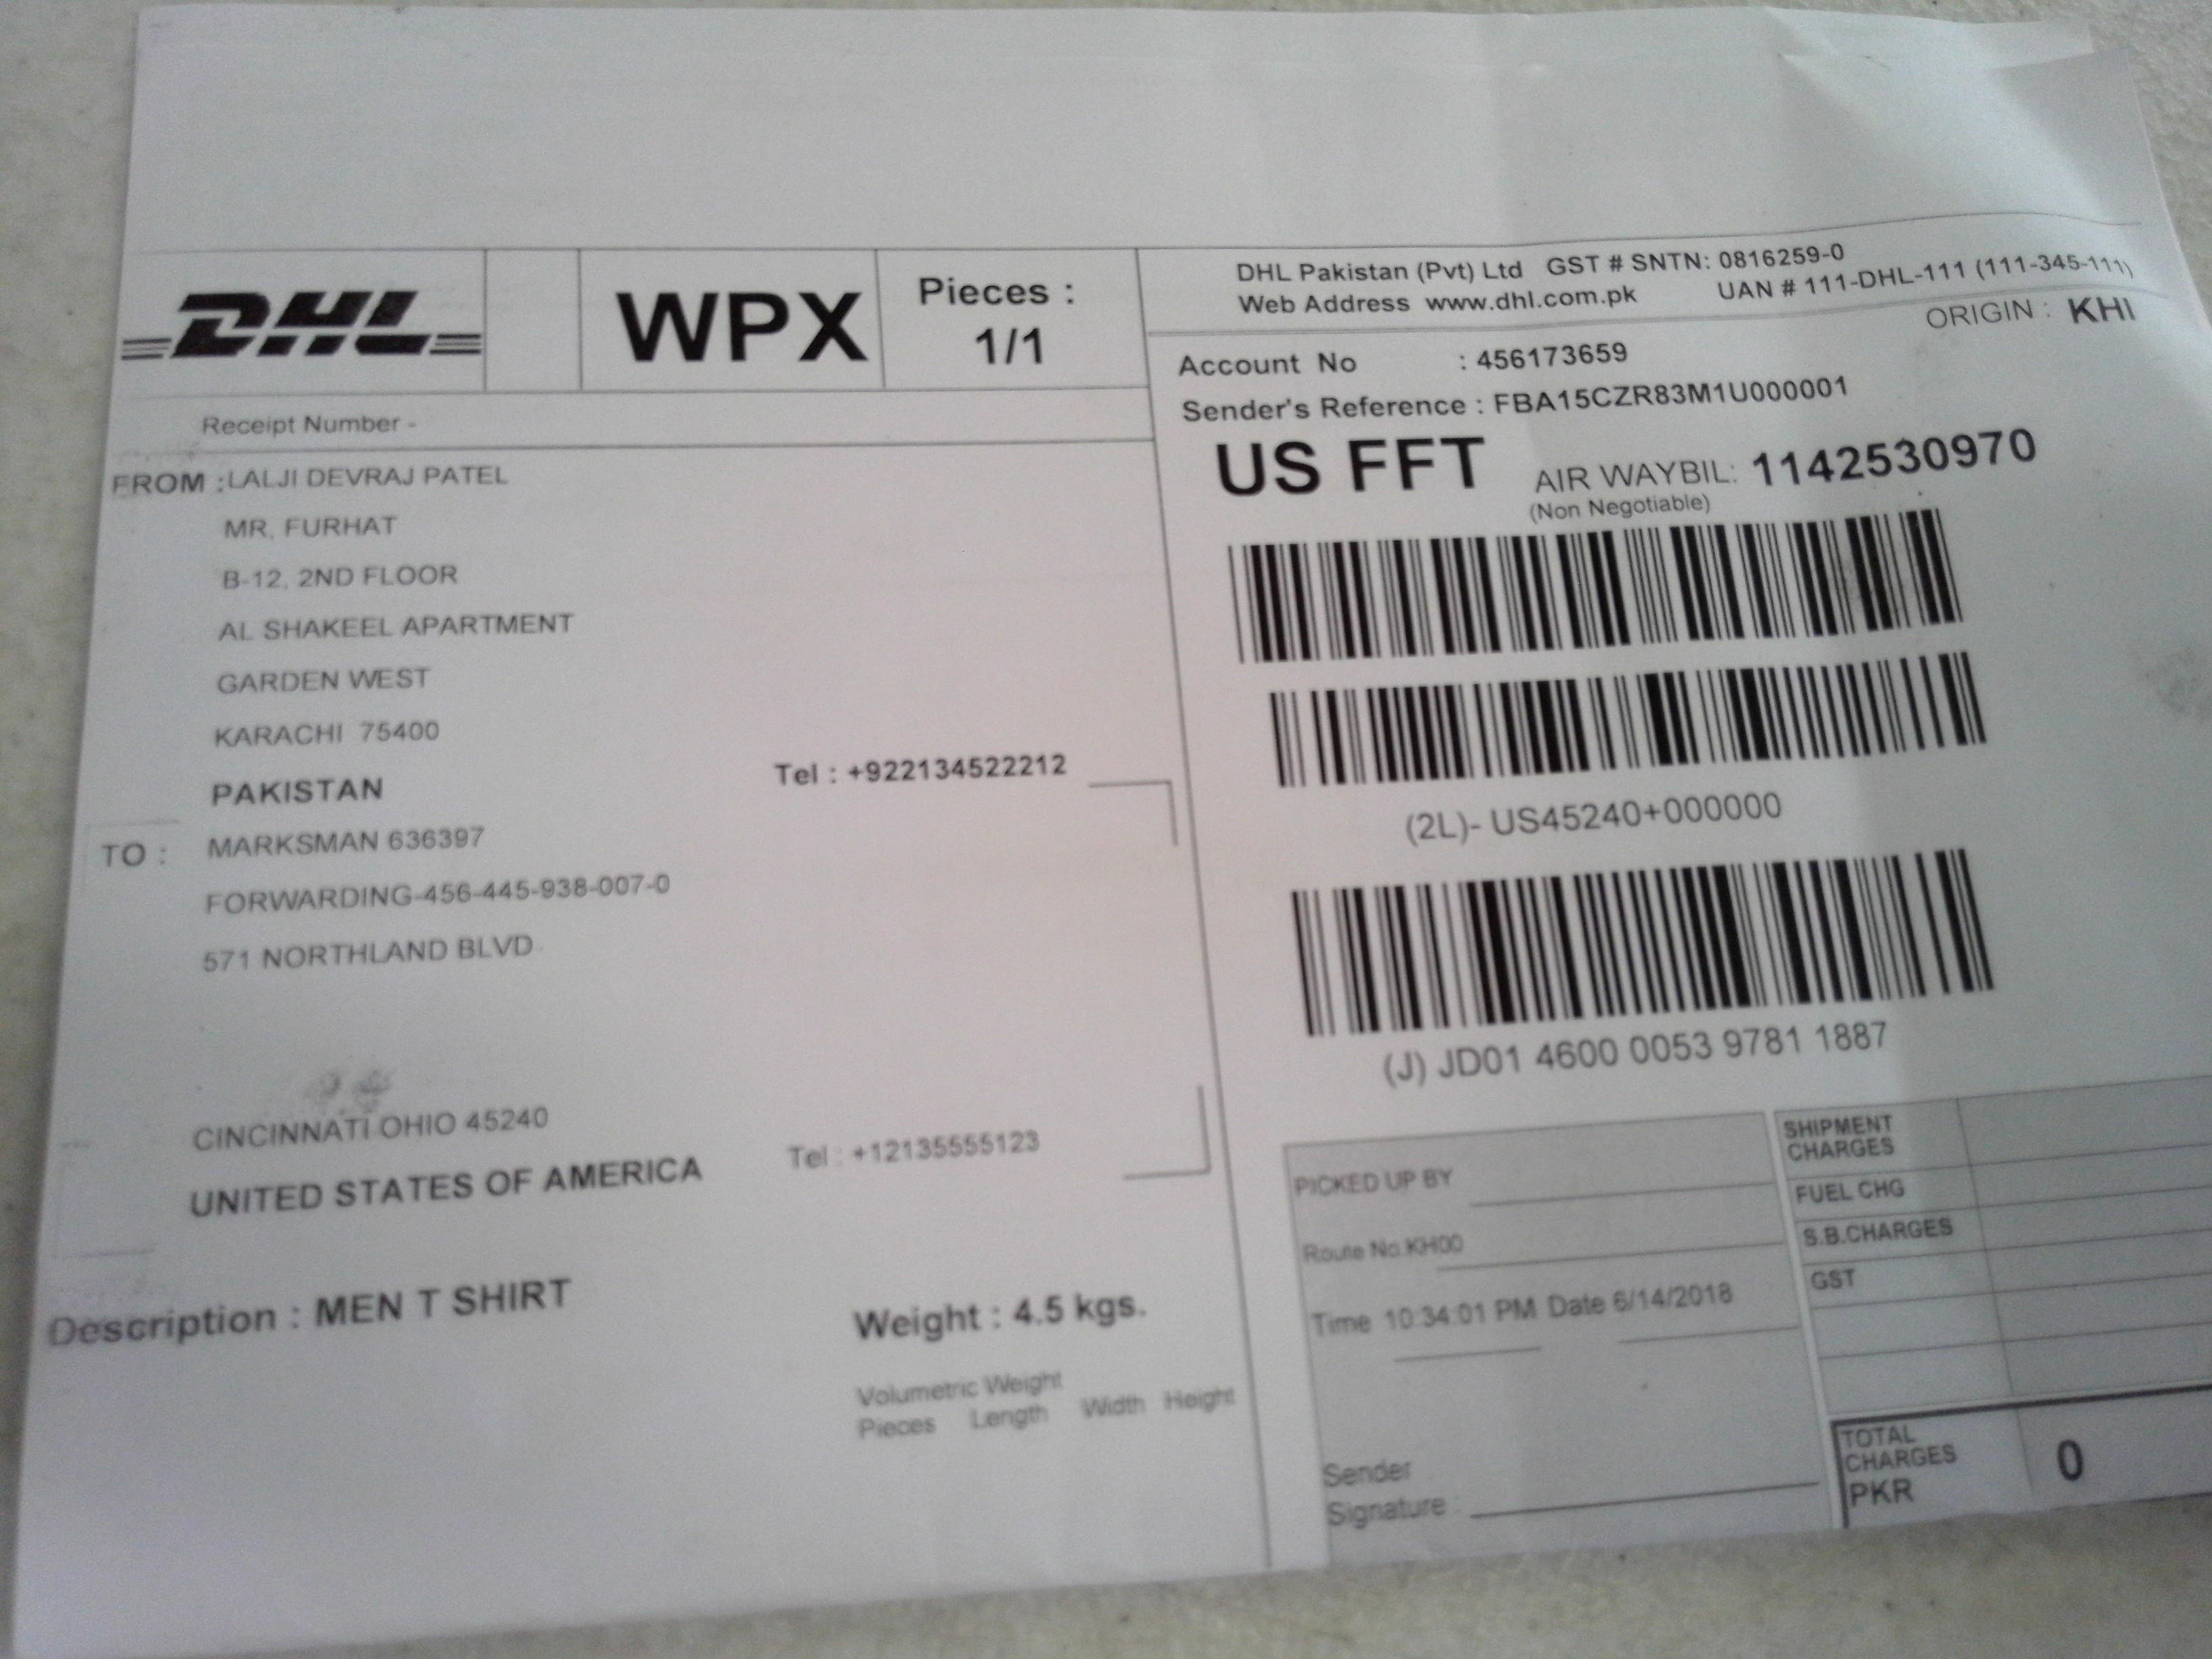 DHL
WPX
Pieces :
1/1
Receipt Number -
FROM : LALJI DEVRAJ PATEL
MR. FURHAT
B-12, 2ND FLOOR
AL SHAKEEL APARTMENT
GARDEN WEST
KARACHI 75400
PAKISTAN
Tel : +922134522212
TO : MARKSMAN 636397
FORWARDING-456-445-938-007-0
571 NORTHLAND BLVD
CINCINNATI OHIO 45240
Tel : +12135555123
UNITED STATES OF AMERICA
Description : MEN T SHIRT
Weight : 4.5 kgs.
Volumetric Weight
Pieces Length Width Height
DHL Pakistan (Pvt) Ltd GST # SNTN: 0816259-0
Web Address www.dhl.com.pk UAN # 111-DHL-111 (111-345-111)
ORIGIN : KHI
Account No : 456173659
Sender's Reference : FBA15CZR83M1U000001
US FFT AIR WAYBIL: 1142530970
(Non Negotiable)
(2L)- US45240+000000
(J) JD01 4600 0053 9781 1887
PICKED UP BY
Route No.KH00
Time 10:34:01 PM Date 6/14/2018
Sender
Signature :
SHIPMENT
CHARGES
FUEL CHG
S.B.CHARGES
GST
TOTAL
CHARGES
PKR 0